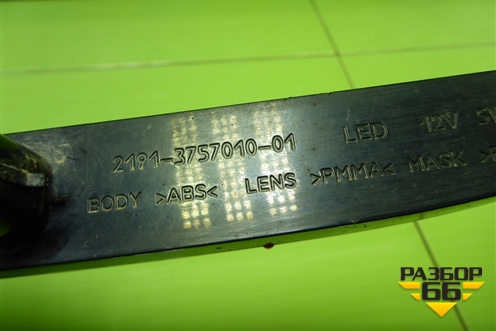 2191-3757010-01 LED 12V
BODY >ABS< LENS >PMMA< MASK
РАЗБОР
66